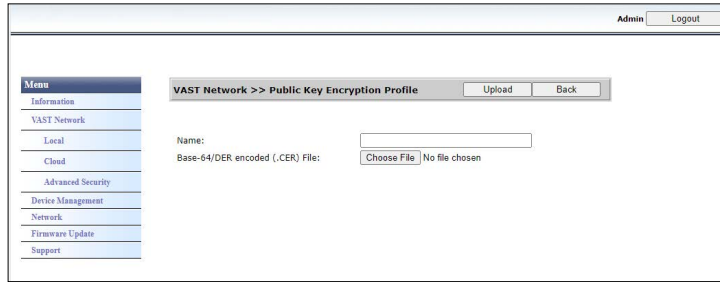 Admin Logout
Menu
Information
VAST Network
Local
Cloud
Advanced Security
Device Management
Network
Firmware Update
Support
VAST Network >> Public Key Encryption Profile Upload Back
Name:
Base-64/DER encoded (.CER) File: Choose File No file chosen